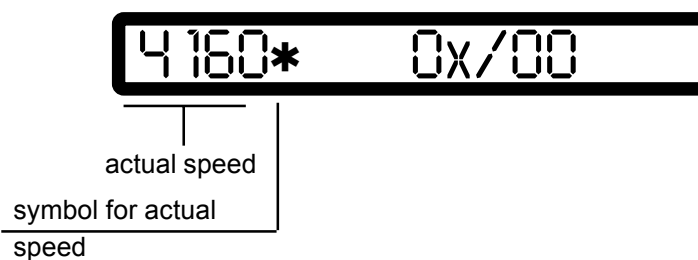 4160* 0x/00
actual speed
symbol for actual
speed